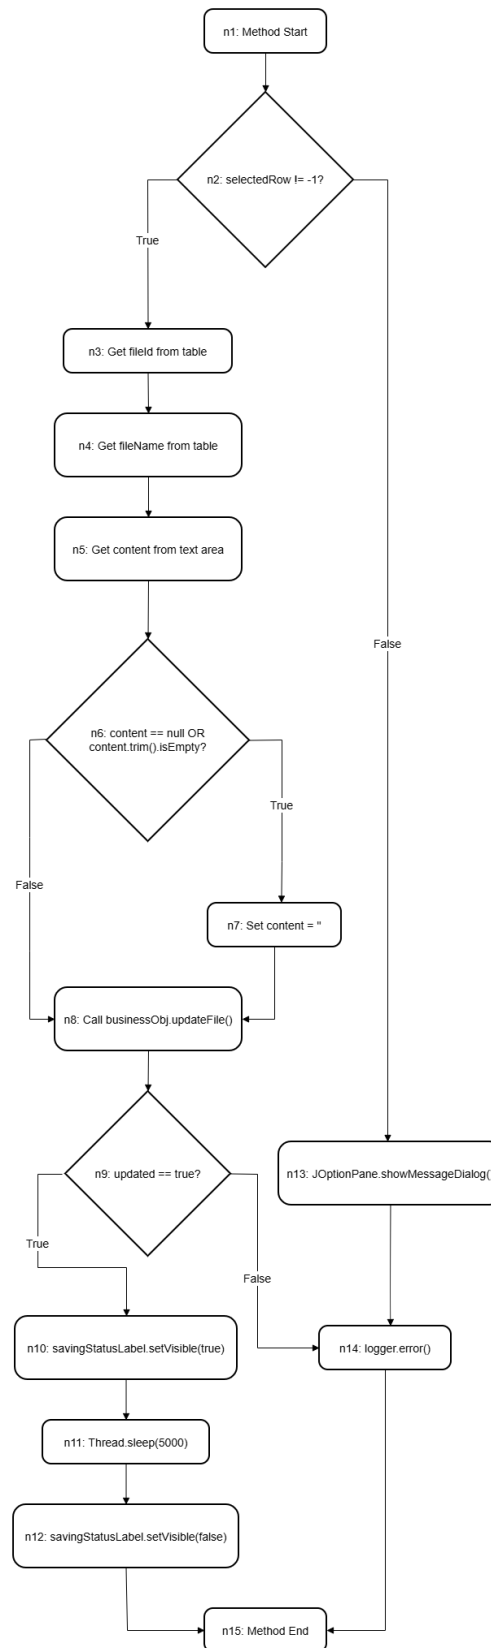 n1: Method Start
n2: selectedRow != -1?
True
n3: Get fileId from table
n4: Get fileName from table
n5: Get content from text area
False
n6: content == null OR
content.trim().isEmpty?
True
False
n7: Set content = "
n8: Call businessObj.updateFile()
n9: updated == true?
n13: JOptionPane.showMessageDialog()
True
False
n10: savingStatusLabel.setVisible(true)
n14: logger.error()
n11: Thread.sleep(5000)
n12: savingStatusLabel.setVisible(false)
n15: Method End